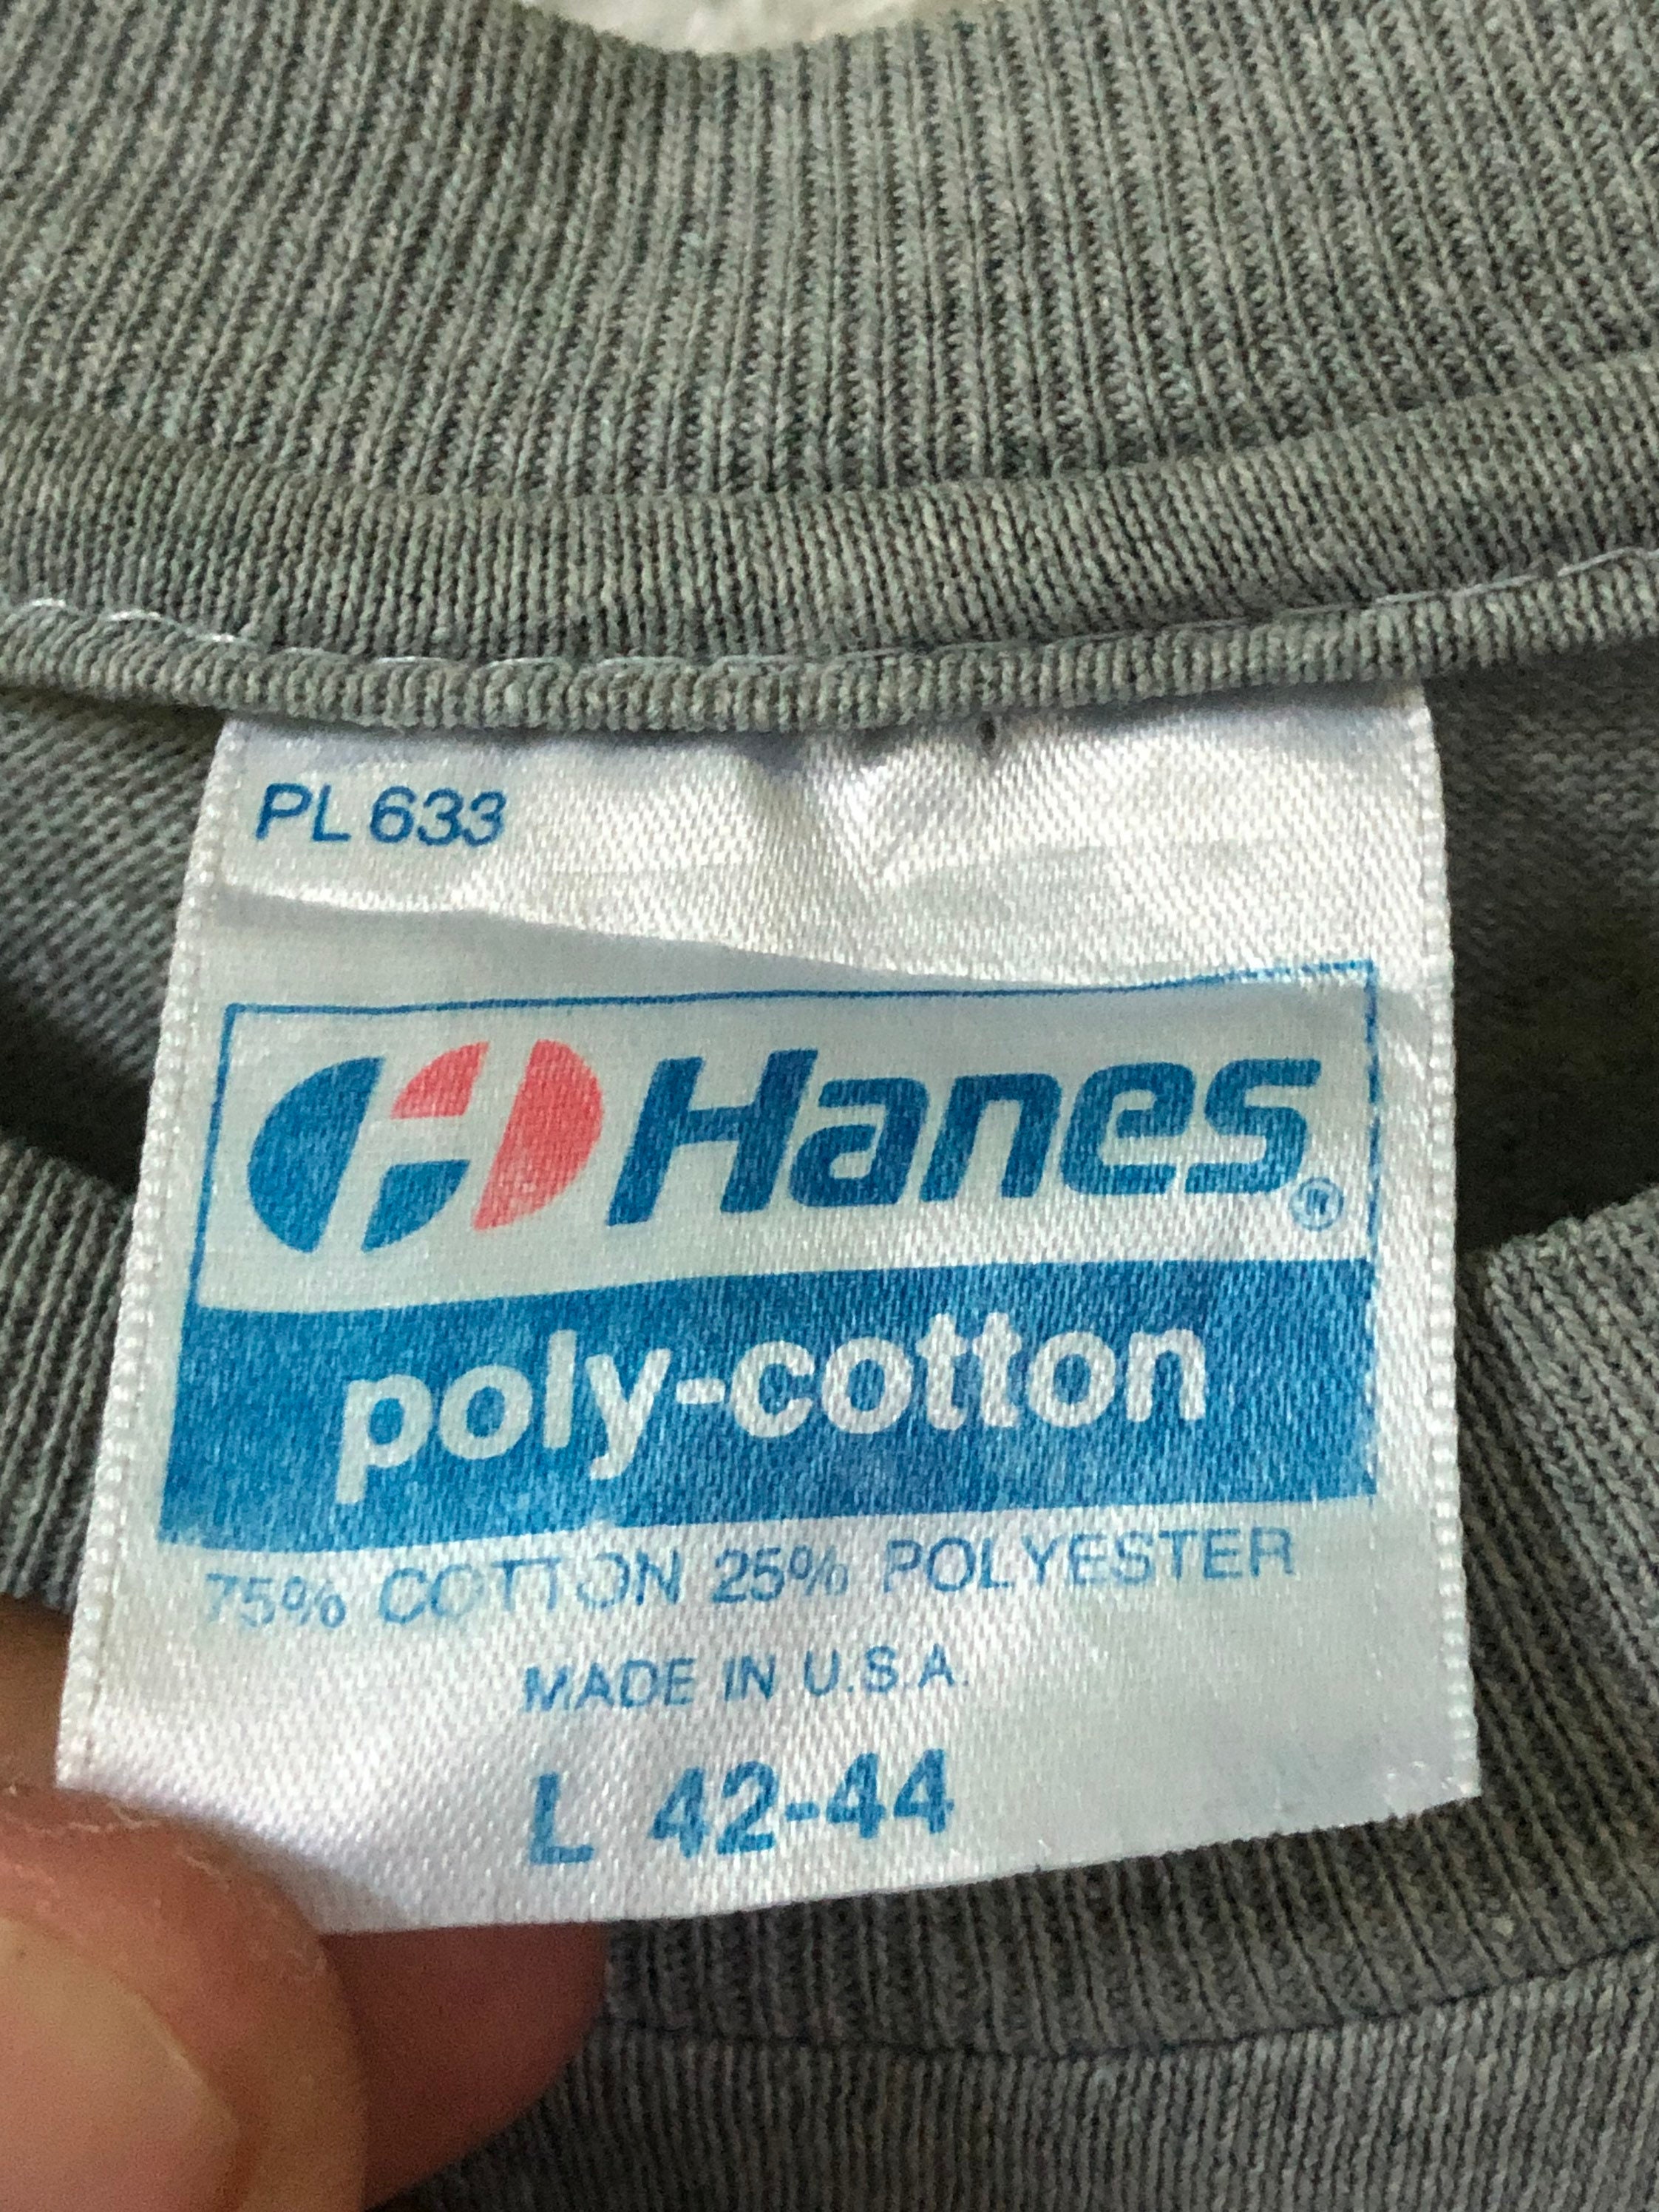 PL 633
Hanes®
poly-cotton
75% COTTON 25% POLYESTER
MADE IN U.S.A.
L 42-44